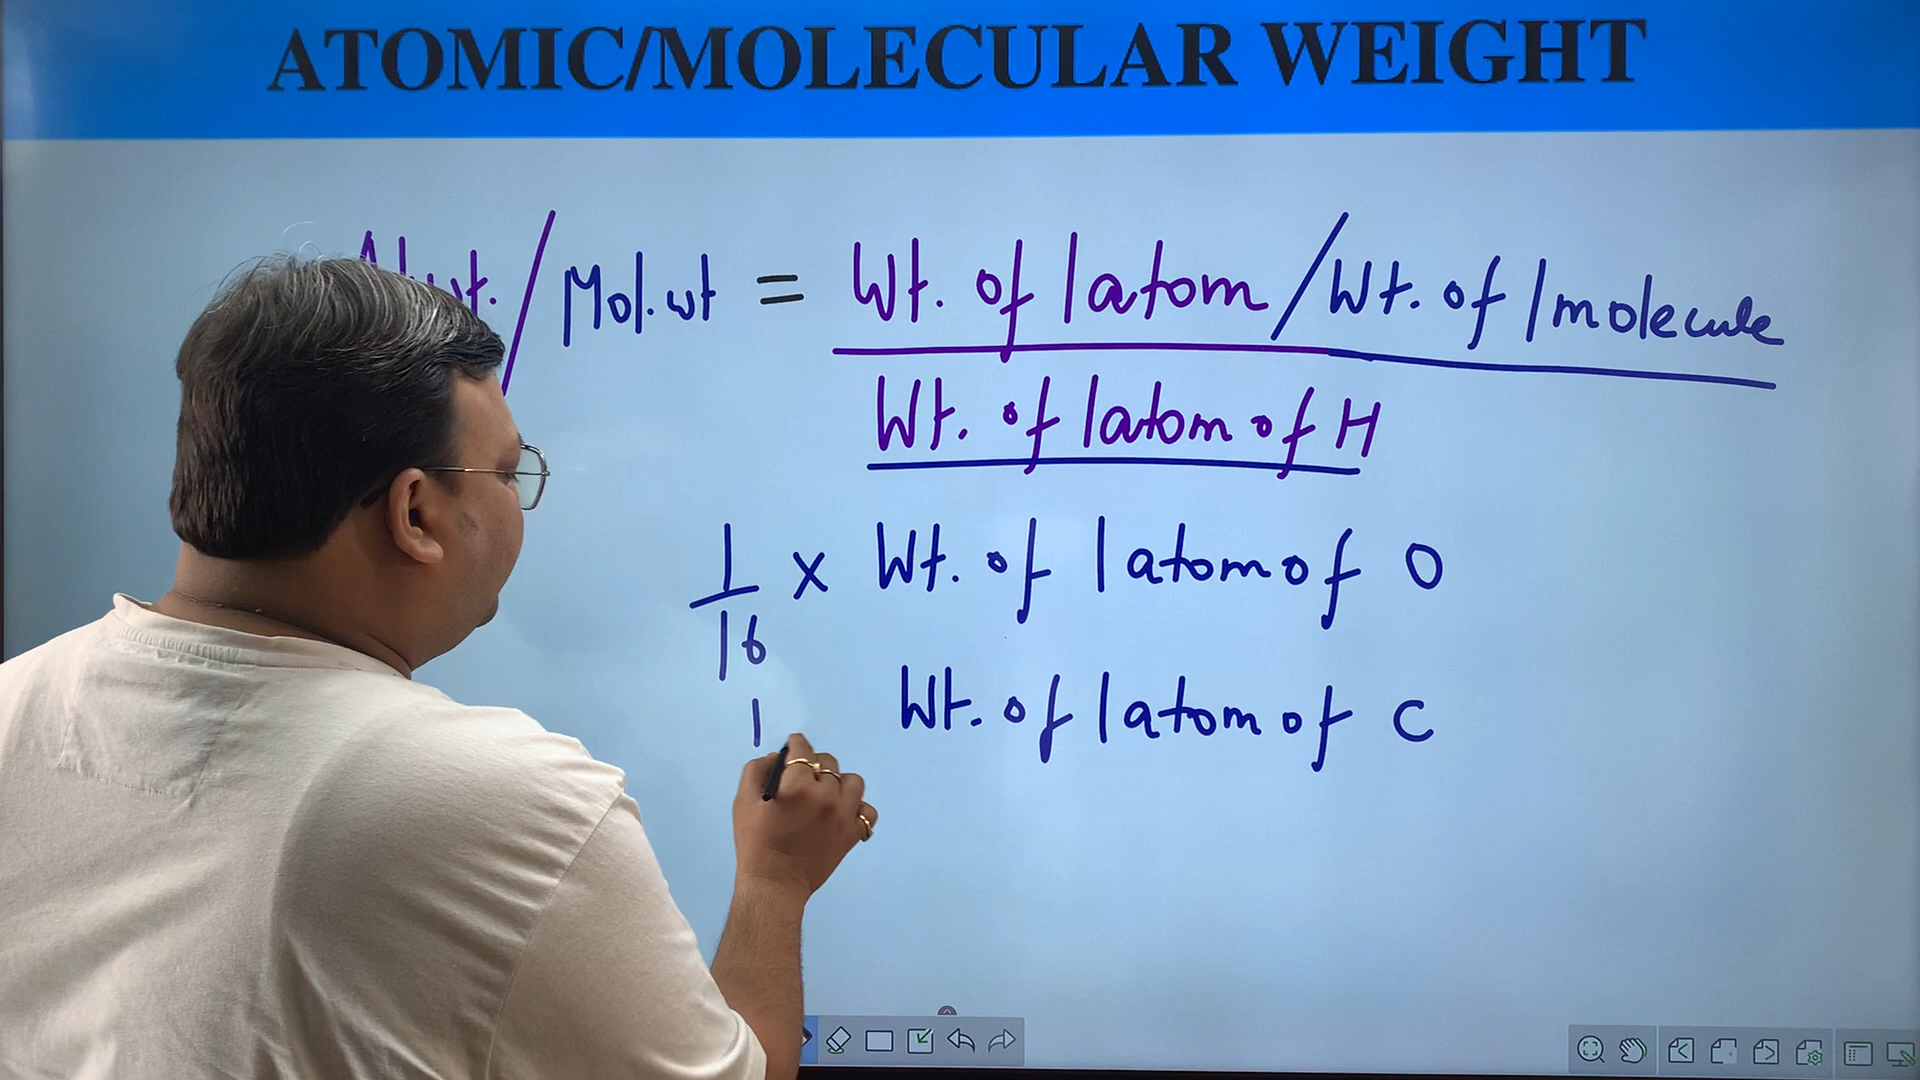 ATOMIC/MOLECULAR WEIGHT
wt. / Mol.wt = Wt. of 1 atom / Wt. of 1 molecule
Wt. of 1 atom of H
1/16 x Wt. of 1 atom of O
1 Wt. of 1 atom of C